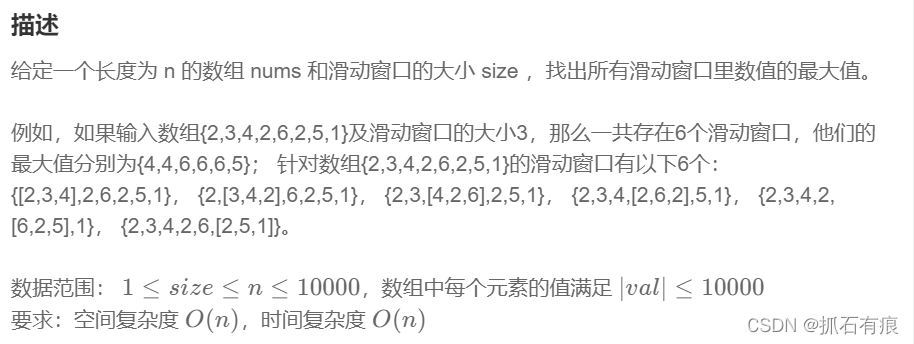 描述
给定一个长度为 n 的数组 nums 和滑动窗口的大小 size ，找出所有滑动窗口里数值的最大值。
例如，如果输入数组{2,3,4,2,6,2,5,1}及滑动窗口的大小3，那么一共存在6个滑动窗口，他们的
最大值分别为{4,4,6,6,6,5}； 针对数组{2,3,4,2,6,2,5,1}的滑动窗口有以下6个：
{[2,3,4],2,6,2,5,1}， {2,[3,4,2],6,2,5,1}， {2,3,[4,2,6],2,5,1}， {2,3,4,[2,6,2],5,1}， {2,3,4,2,
[6,2,5],1}， {2,3,4,2,6,[2,5,1]}。
数据范围： 1 ≤ size ≤ n ≤ 10000，数组中每个元素的值满足 |val| ≤ 10000
要求：空间复杂度 O(n)，时间复杂度 O(n)
CSDN @抓石有痕